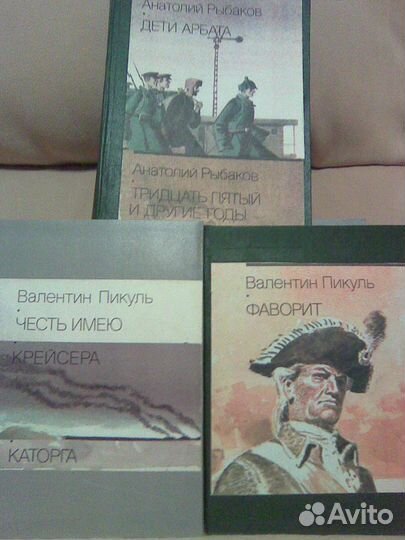 Анатолий Рыбаков
ДЕТИ АРБАТА
Анатолий Рыбаков
ТРИДЦАТЬ ПЯТЫЙ
И ДРУГИЕ ГОДЫ
Валентин Пикуль
ЧЕСТЬ ИМЕЮ
КРЕЙСЕРА
КАТОРГА
Валентин Пикуль
ФАВОРИТ
Avito